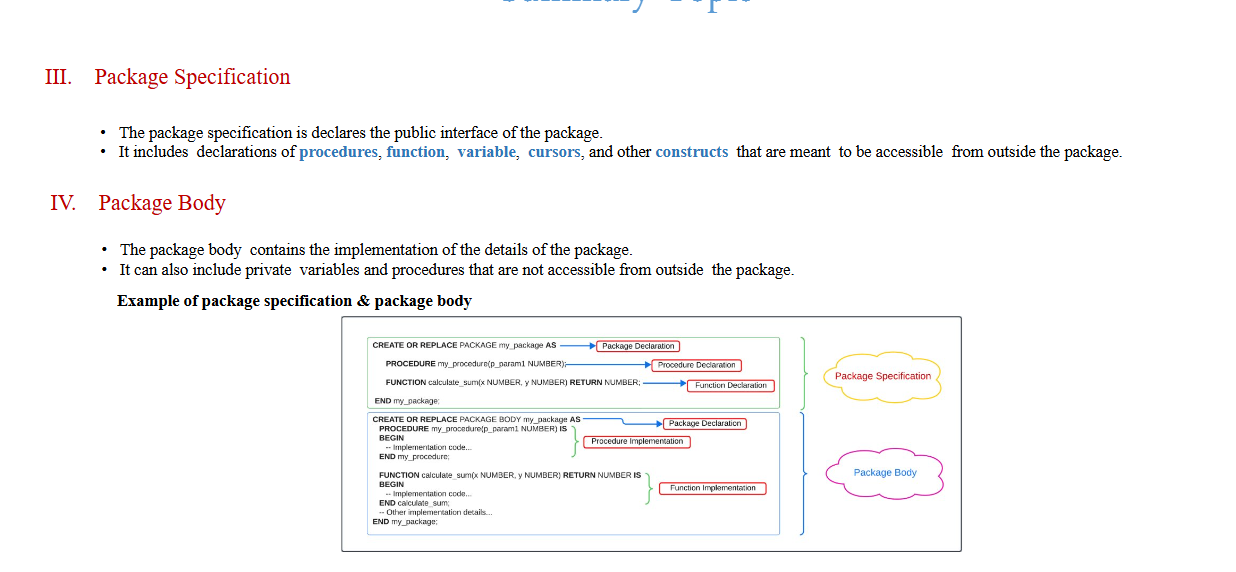 III. Package Specification
• The package specification is declares the public interface of the package.
• It includes declarations of procedures, function, variable, cursors, and other constructs that are meant to be accessible from outside the package.
IV. Package Body
• The package body contains the implementation of the details of the package.
• It can also include private variables and procedures that are not accessible from outside the package.
Example of package specification & package body
CREATE OR REPLACE PACKAGE my_package AS
Package Declaration
PROCEDURE my_procedure(p_param1 NUMBER);
Procedure Declaration
FUNCTION calculate_sum(x NUMBER, y NUMBER) RETURN NUMBER;
Function Declaration
END my_package;
Package Specification
CREATE OR REPLACE PACKAGE BODY my_package AS
Package Declaration
PROCEDURE my_procedure(p_param1 NUMBER) IS
BEGIN
-- Implementation code...
END my_procedure;
Procedure Implementation
FUNCTION calculate_sum(x NUMBER, y NUMBER) RETURN NUMBER IS
BEGIN
-- Implementation code...
END calculate_sum;
Function Implementation
-- Other implementation details...
END my_package;
Package Body